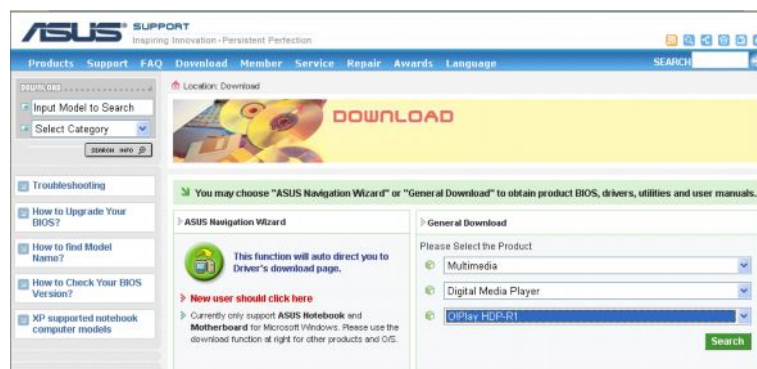 ASUS SUPPORT
Inspiring Innovation · Persistent Perfection
Products Support FAQ Download Member Service Repair Awards Language SEARCH
DOWNLOAD
Input Model to Search
Select Category
SEARCH INFO
Location: Download
DOWNLOAD
Troubleshooting
How to Upgrade Your BIOS?
How to find Model Name?
How to Check Your BIOS Version?
XP supported notebook computer models
You may choose "ASUS Navigation Wizard" or "General Download" to obtain product BIOS, drivers, utilities and user manuals.
ASUS Navigation Wizard
This function will auto direct you to
Driver's download page.
New user should click here
Currently only support ASUS Notebook and
Motherboard for Microsoft Windows. Please use the
download function at right for other products and O/S.
General Download
Please Select the Product
Multimedia
Digital Media Player
O!Play HDP-R1
Search